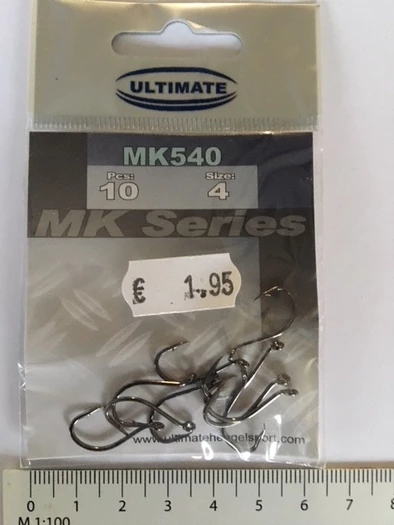 ULTIMATE
MK540
Pcs: Size:
10 4
MK Series
€ 1.95
www.ultimatehengelsport.com
0 1 2 3 4 5 6 7 8
M 1:100